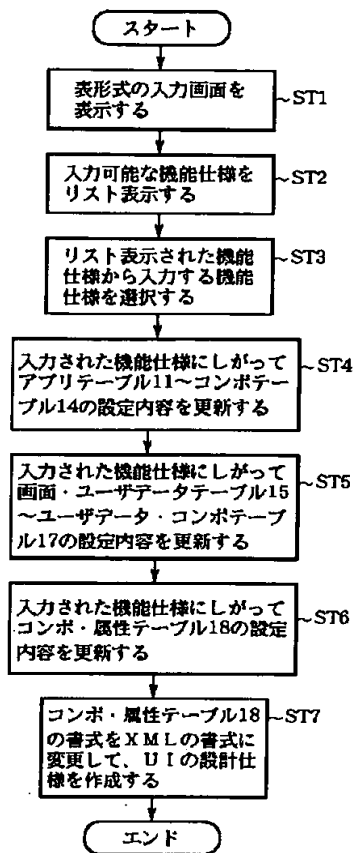 スタート
表形式の入力画面を
表示する
~ST1
入力可能な機能仕様を
リスト表示する
~ST2
リスト表示された機能
仕様から入力する機能
仕様を選択する
~ST3
入力された機能仕様にしがって
アプリテーブル11~コンポテー
ブル14の設定内容を更新する
~ST4
入力された機能仕様にしがって
画面・ユーザデータテーブル15
~ユーザデータ・コンポテーブ
ル17の設定内容を更新する
~ST5
入力された機能仕様にしがって
コンポ・属性テーブル18の設定
内容を更新する
~ST6
コンポ・属性テーブル18
の書式をXMLの書式に
変更して、UIの設計仕
様を作成する
~ST7
エンド